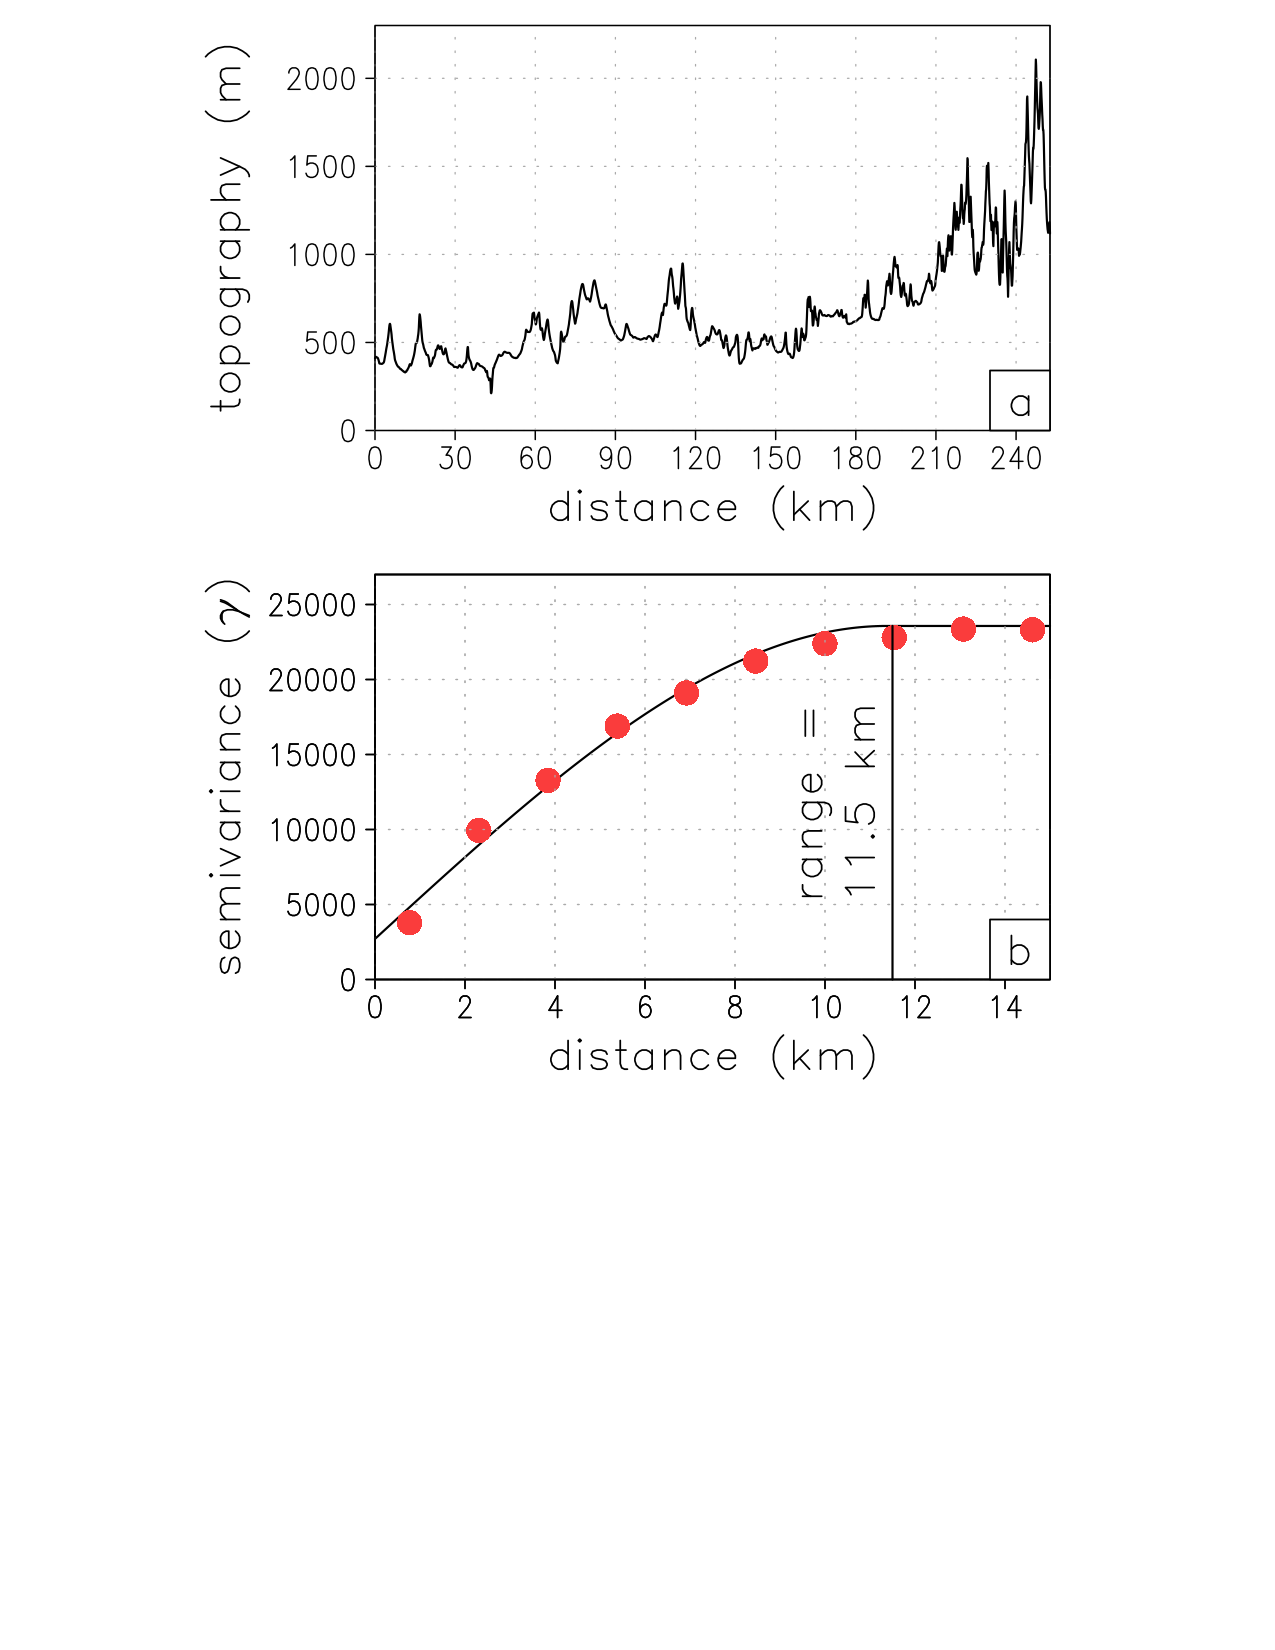 topography (m)
2000
1500
1000
500
0
a
0 30 60 90 120 150 180 210 240
distance (km)
semivariance (γ)
25000
20000
15000
10000
5000
0
range =
11.5 km
b
0 2 4 6 8 10 12 14
distance (km)